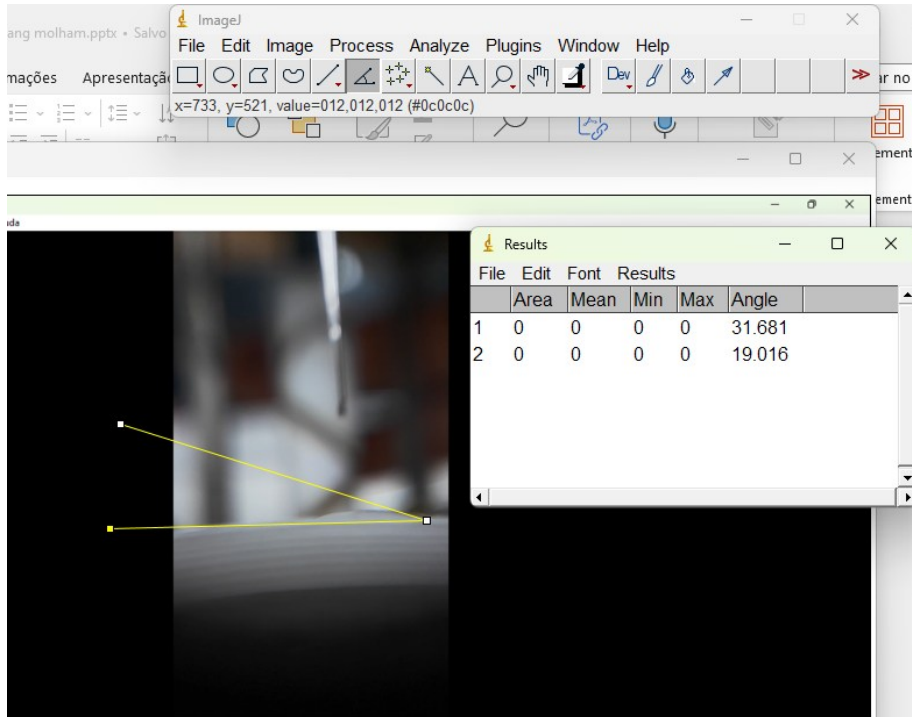 ang molham.pptx • Salvo
ImageJ
File Edit Image Process Analyze Plugins Window Help
mações Apresentaçã
A Dev
ar no
x=733, y=521, value=012,012,012 (#0c0c0c)
ement
ement
uda
Results
File Edit Font Results
Area Mean Min Max Angle
1 0 0 0 0 31.681
2 0 0 0 0 19.016